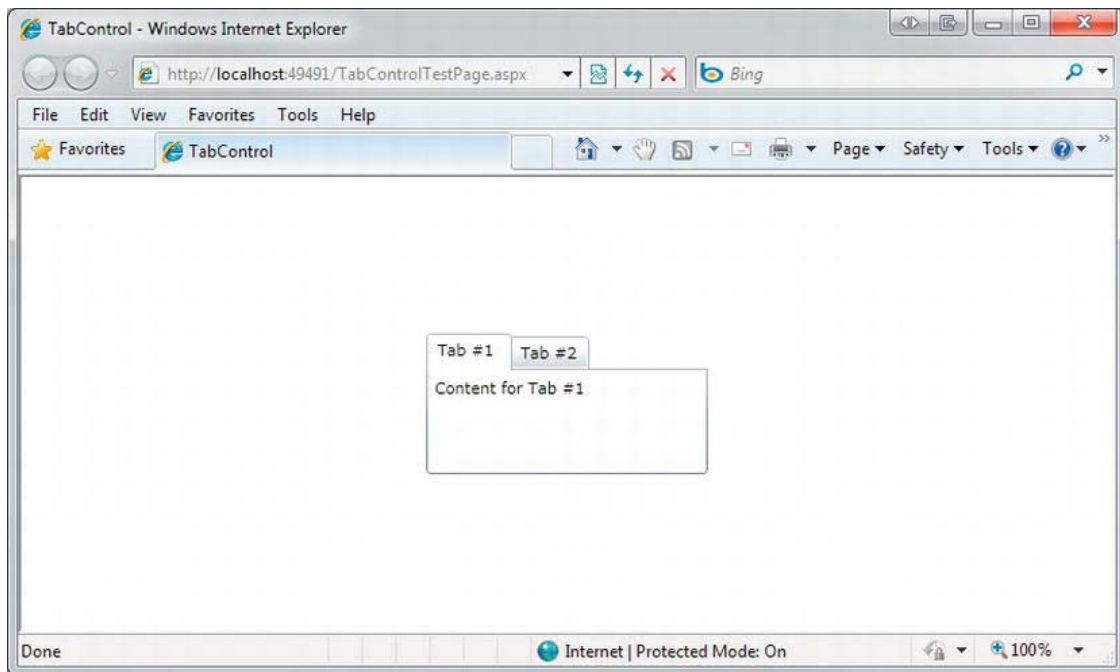 TabControl - Windows Internet Explorer
http://localhost:49491/TabControlTestPage.aspx
Bing
File Edit View Favorites Tools Help
Favorites
TabControl
Page Safety Tools
Tab #1
Tab #2
Content for Tab #1
Done
Internet | Protected Mode: On
100%